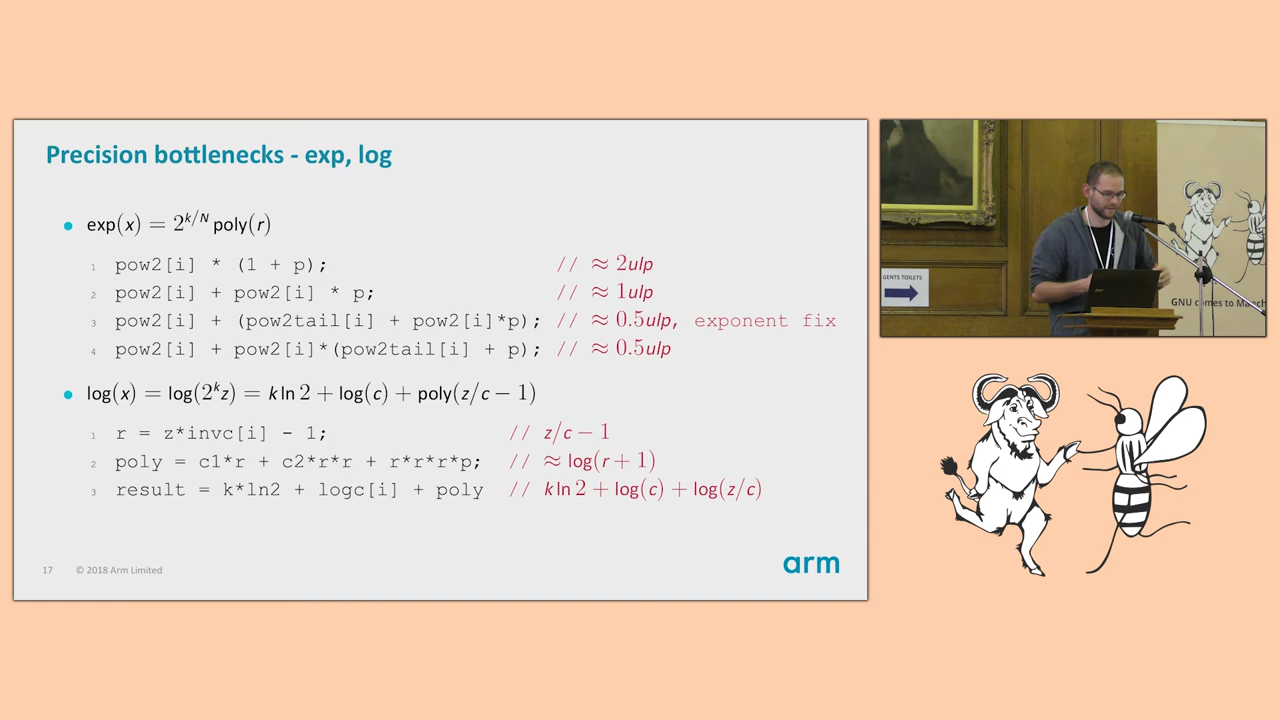 Precision bottlenecks - exp, log
• exp(x) = 2^{k/N} poly(r)
1 pow2[i] * (1 + p); // ≈ 2ulp
2 pow2[i] + pow2[i] * p; // ≈ 1ulp
3 pow2[i] + (pow2tail[i] + pow2[i]*p); // ≈ 0.5ulp, exponent fix
4 pow2[i] + pow2[i]*(pow2tail[i] + p); // ≈ 0.5ulp
• log(x) = log(2^k z) = k ln 2 + log(c) + poly(z/c − 1)
1 r = z*invc[i] - 1; // z/c − 1
2 poly = c1*r + c2*r*r + r*r*r*p; // ≈ log(r + 1)
3 result = k*ln2 + logc[i] + poly // k ln 2 + log(c) + log(z/c)
17 © 2018 Arm Limited
arm
GENTS TOILETS
GNU comes to Manch